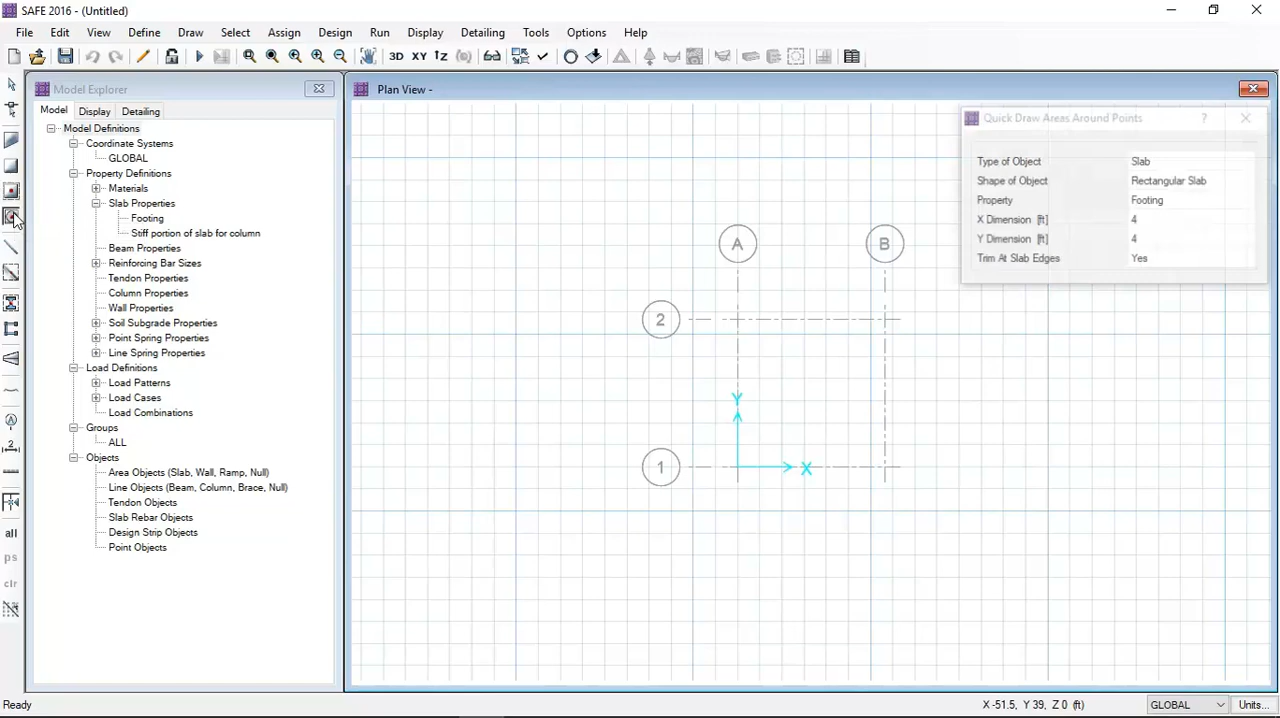 SAFE 2016 - (Untitled)
File Edit View Define Draw Select Assign Design Run Display Detailing Tools Options Help
3D XY
Model Explorer
Model Display Detailing
Model Definitions
Coordinate Systems
GLOBAL
Property Definitions
Materials
Slab Properties
Footing
Stiff portion of slab for column
Beam Properties
Reinforcing Bar Sizes
Tendon Properties
Column Properties
Wall Properties
Soil Subgrade Properties
Point Spring Properties
Line Spring Properties
Load Definitions
Load Patterns
Load Cases
Load Combinations
Groups
ALL
Objects
Area Objects (Slab, Wall, Ramp, Null)
Line Objects (Beam, Column, Brace, Null)
Tendon Objects
Slab Rebar Objects
Design Strip Objects
Point Objects
all
ps
clr
Plan View -
A B
2
Y
1 X
Quick Draw Areas Around Points ?
Type of Object Slab
Shape of Object Rectangular Slab
Property Footing
X Dimension [ft] 4
Y Dimension [ft] 4
Trim At Slab Edges Yes
Ready X -51.5, Y 39, Z 0 (ft) GLOBAL Units...